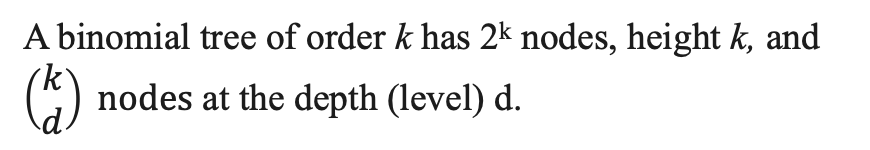 A binomial tree of order k has 2ᵏ nodes, height k, and
(k d) nodes at the depth (level) d.